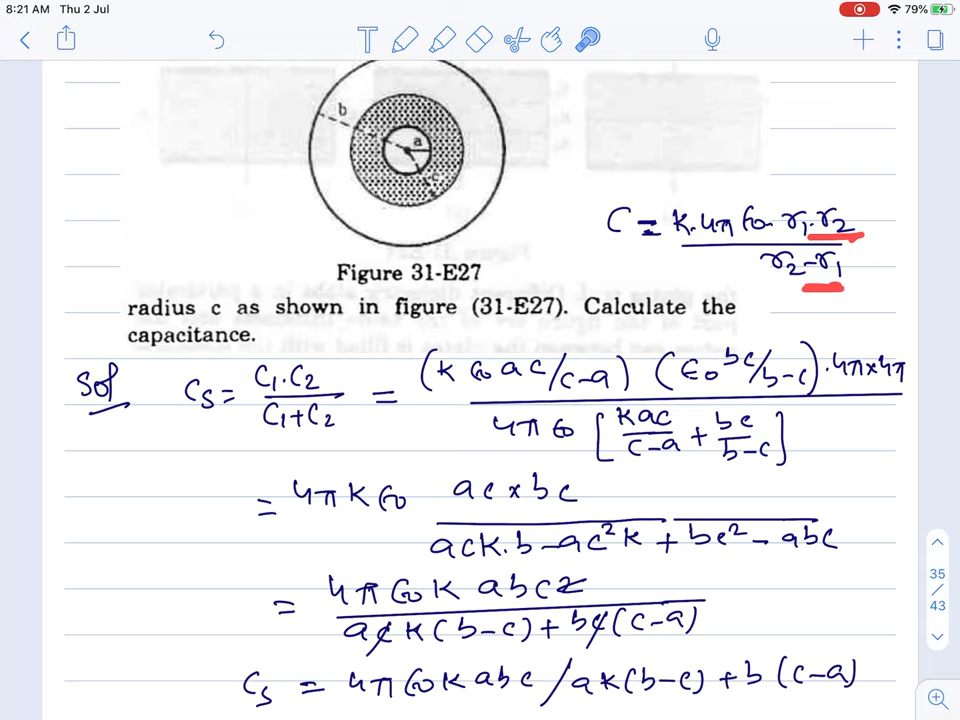 8:21 AM Thu 2 Jul 79%
b
a
c
C = K.4π ε₀ r₁.r₂ / r₂-r₁
Figure 31-E27
radius c as shown in figure (31-E27). Calculate the
capacitance.
Sol Cs = C₁.C₂ / C₁+C₂ = (K ε₀ ac/c-a) (ε₀ bc/b-c).4π×4π / 4π ε₀ [Kac/c-a + bc/b-c]
= 4π K ε₀ ac × bc / acK.b - ac²K + bc² - abc
= 4π ε₀ K abc² / acK(b-c) + bc(c-a)
Cs = 4π ε₀ K abc / aK(b-c) + b(c-a)
35
/
43